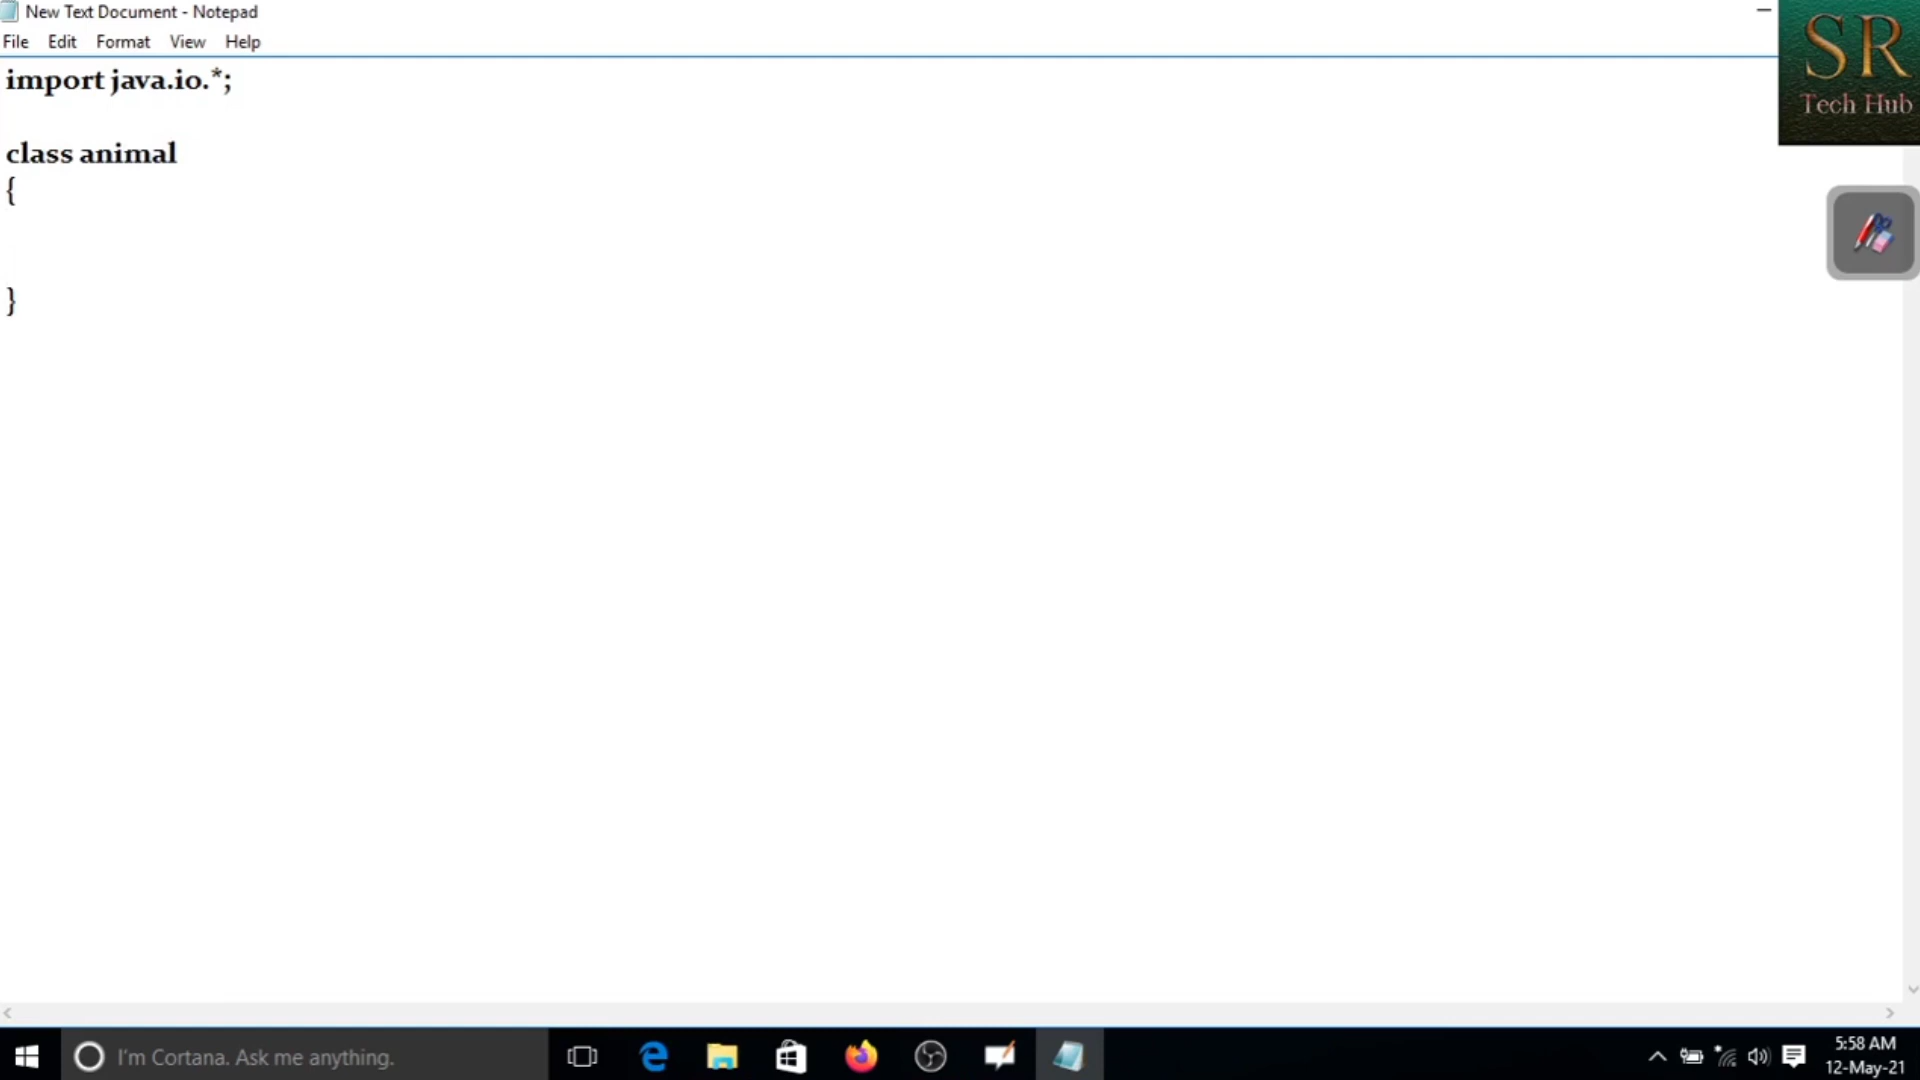 New Text Document - Notepad
File Edit Format View Help
import java.io.*;
class animal
{
}
SR
Tech Hub
I'm Cortana. Ask me anything.
5:58 AM
12-May-21